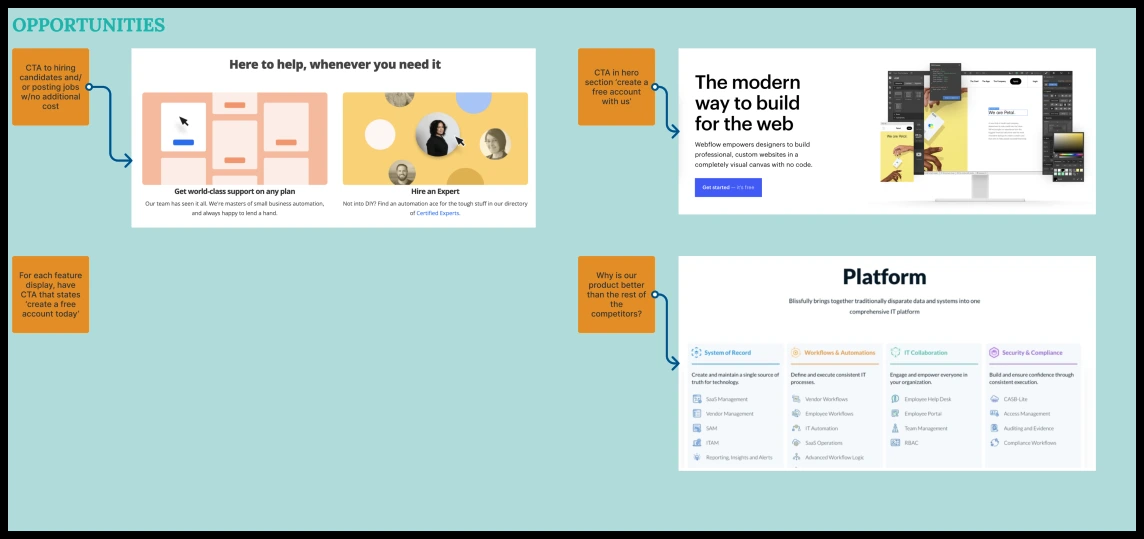 OPPORTUNITIES
CTA to hiring
candidates and/
or posting jobs
w/no additional
cost
Here to help, whenever you need it
Get world-class support on any plan
Our team has seen it all. We're masters of small business automation,
and always happy to lend a hand.
Hire an Expert
Not into DIY? Find an automation ace for the tough stuff in our directory
of Certified Experts.
CTA in hero
section 'create a
free account
with us'
The modern
way to build
for the web
Webflow empowers designers to build
professional, custom websites in a
completely visual canvas with no code.
Get started — it's free
We are Petal
For each feature
display, have
CTA that states
'create a free
account today'
Why is our
product better
than the rest of
the
competitors?
Platform
Blissfully brings together traditionally disparate data and systems into one
comprehensive IT platform
System of Record
Create and maintain a single source of
truth for technology.
SaaS Management
Vendor Management
SAM
ITAM
Reporting, Insights and Alerts
Workflows & Automations
Define and execute consistent IT
processes.
Vendor Workflows
Employee Workflows
IT Automation
SaaS Operations
Advanced Workflow Logic
IT Collaboration
Engage and empower everyone in
your organization.
Employee Help Desk
Employee Portal
Team Management
RBAC
Security & Compliance
Build and ensure confidence through
consistent execution.
CASB-Lite
Access Management
Auditing and Evidence
Compliance Workflows